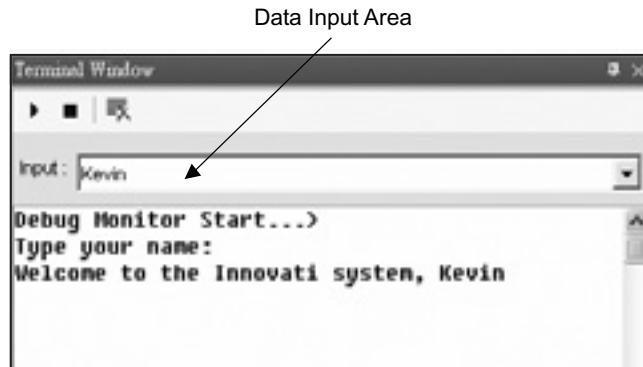 Data Input Area
Terminal Window
Input : Kevin
Debug Monitor Start...>
Type your name:
Welcome to the Innovati system, Kevin